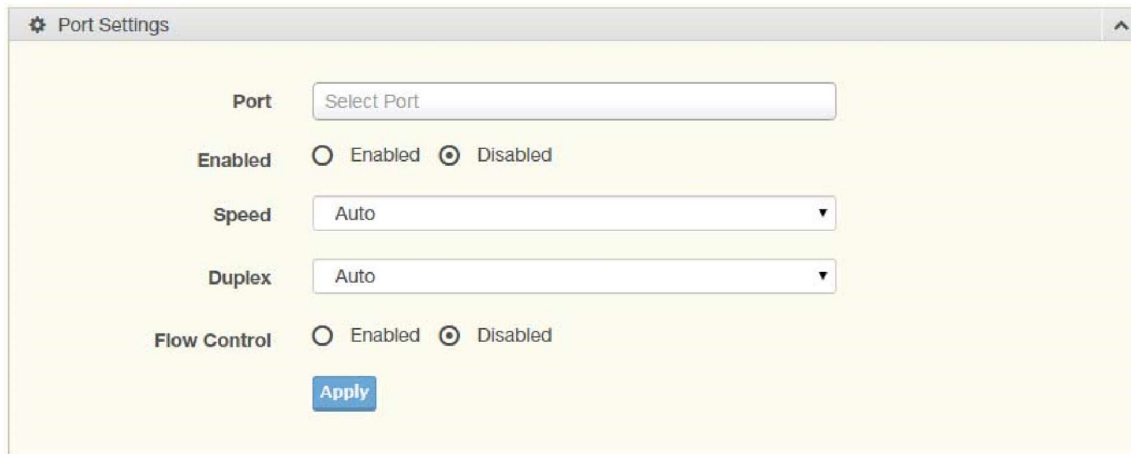 Port Settings
Port Select Port
Enabled Enabled Disabled
Speed Auto
Duplex Auto
Flow Control Enabled Disabled
Apply